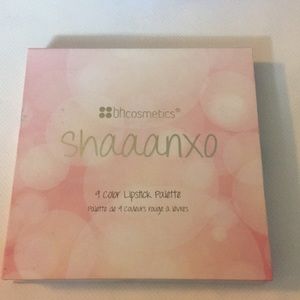 bhcosmetics®
shaaanxo
9 Color Lipstick Palette
Palette de 9 couleurs rouge à lèvres